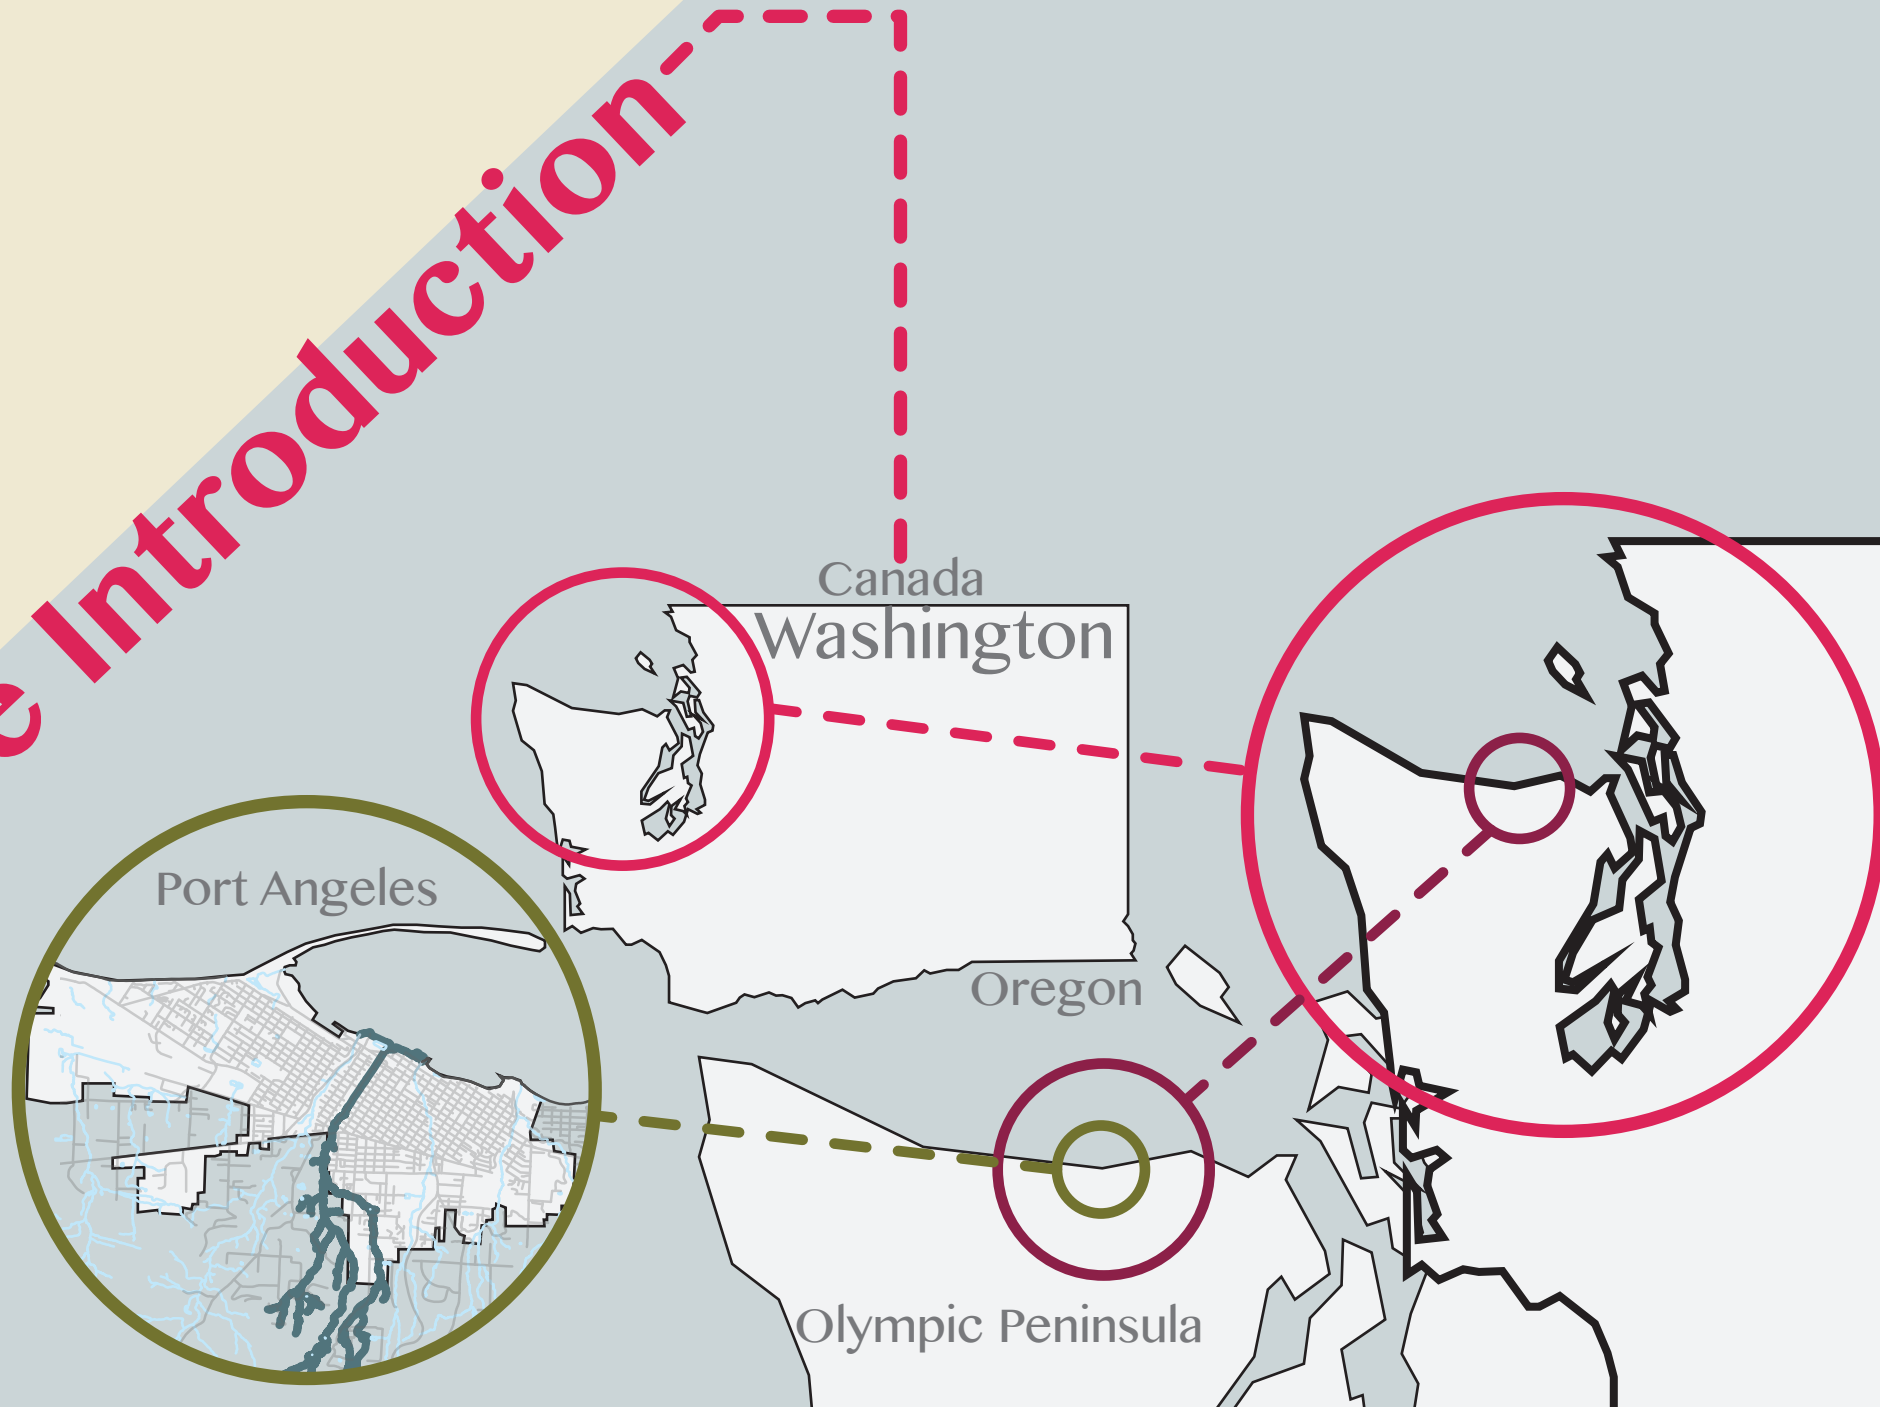 Introduction
Canada
Washington
Port Angeles
Oregon
Olympic Peninsula